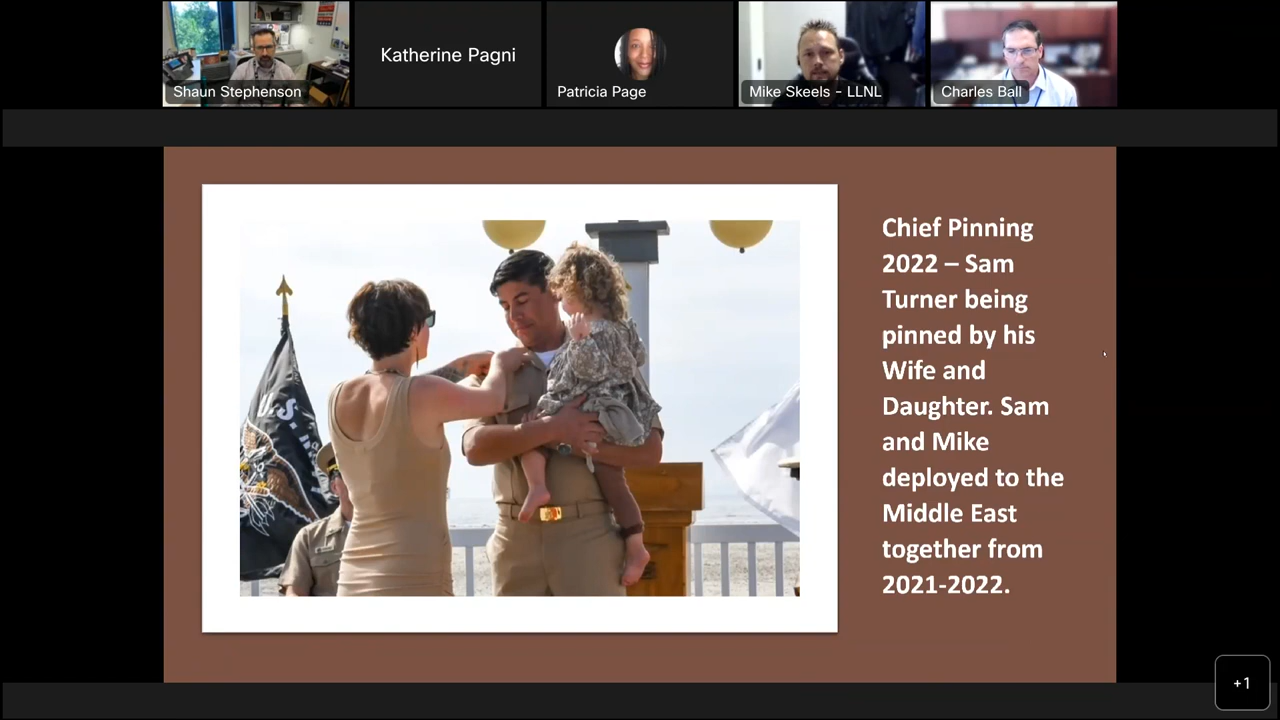 Shaun Stephenson
Katherine Pagni
Patricia Page
Mike Skeels - LLNL
Charles Ball
Chief Pinning
2022 – Sam
Turner being
pinned by his
Wife and
Daughter. Sam
and Mike
deployed to the
Middle East
together from
2021-2022.
U.S.
+1